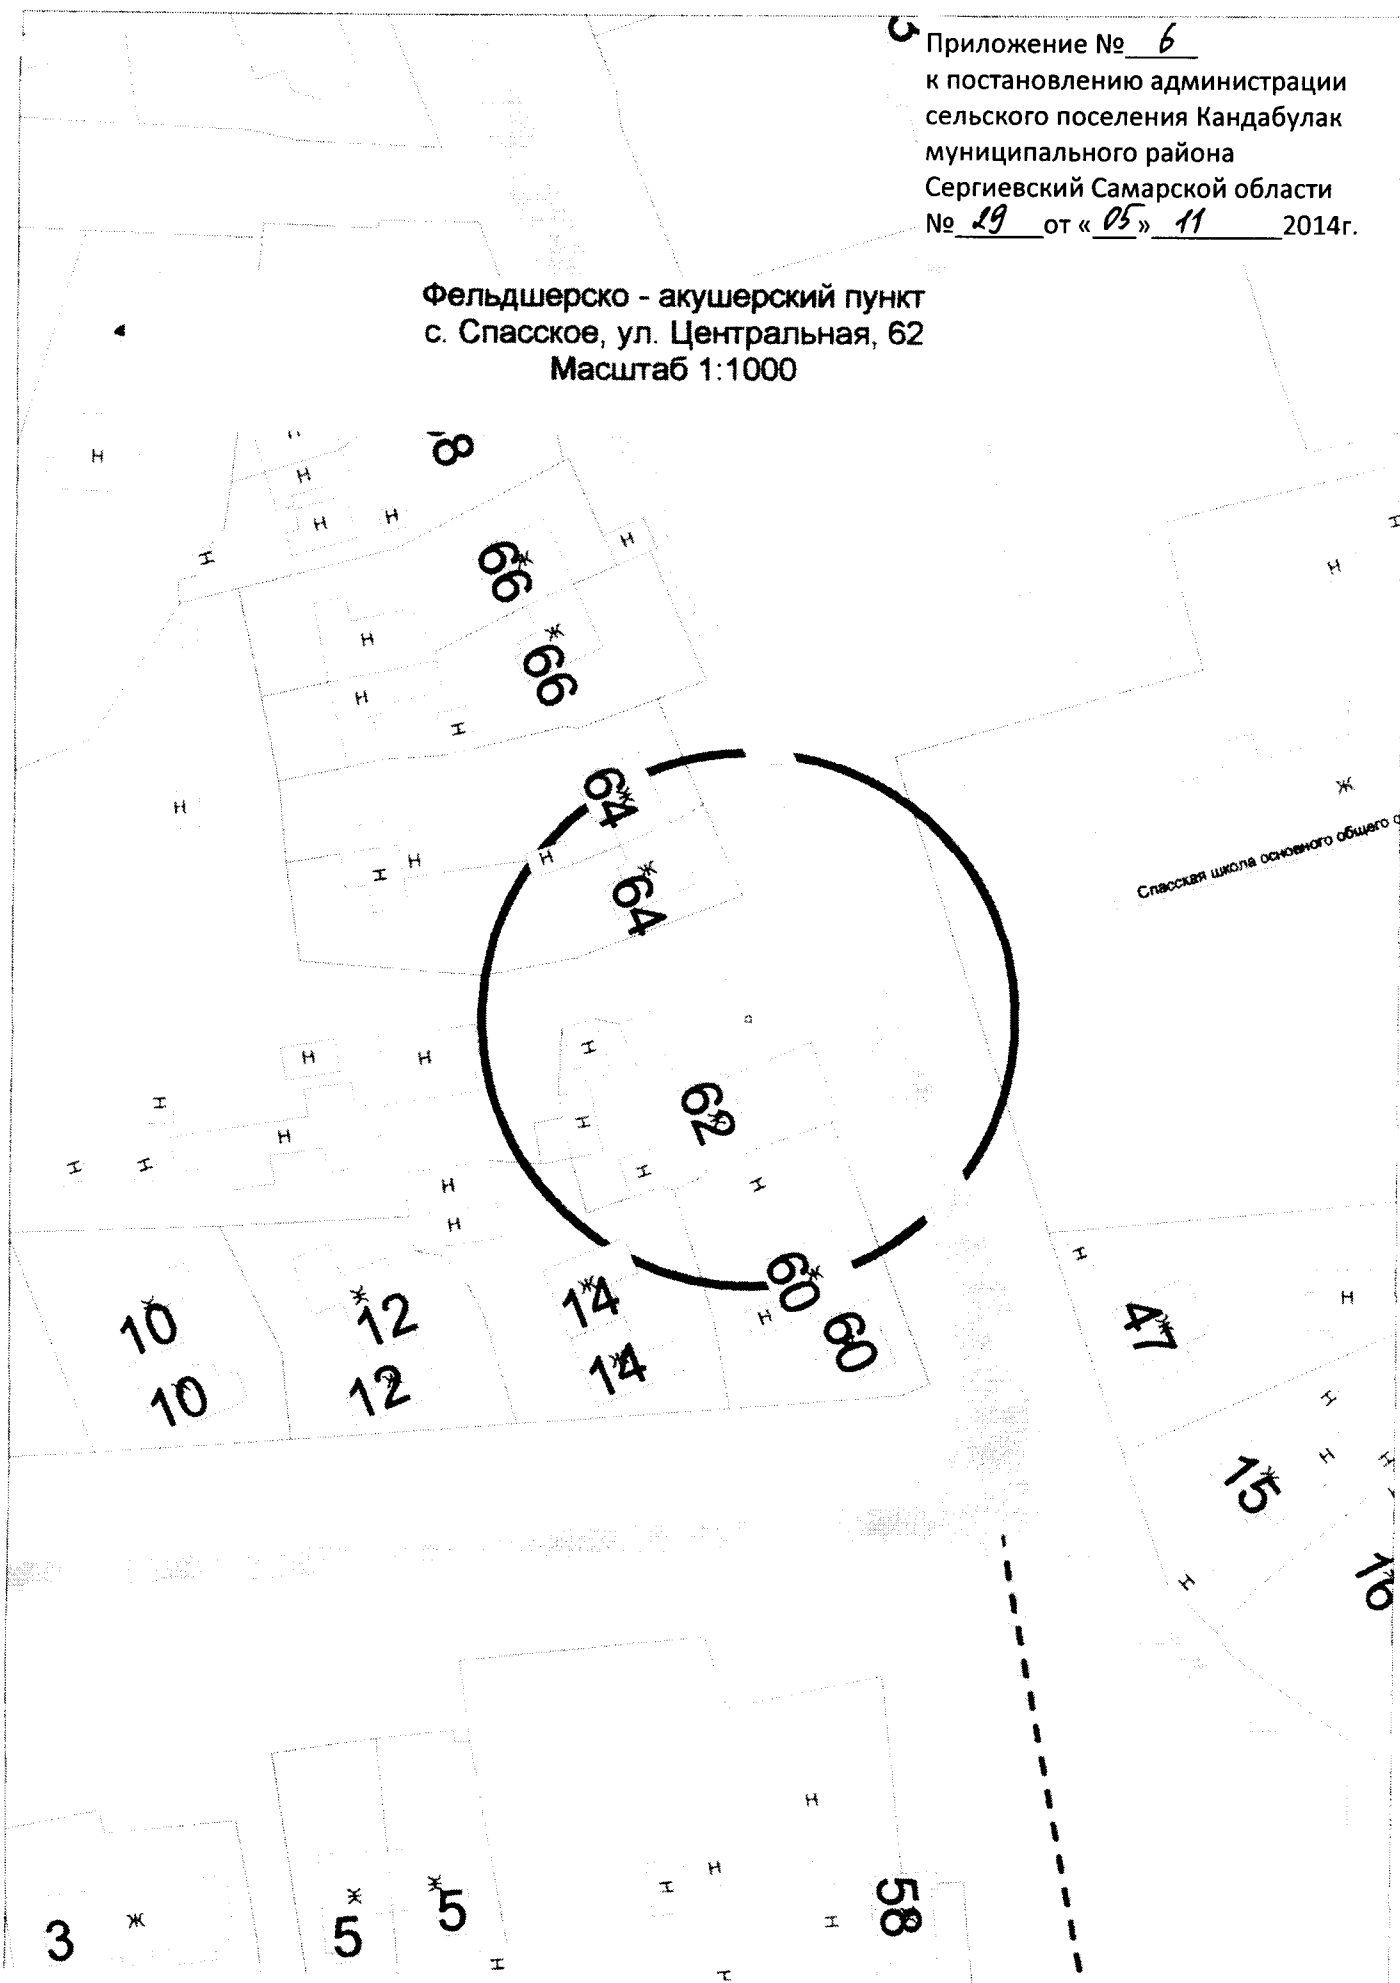 Приложение № 6
к постановлению администрации
сельского поселения Кандабулак
муниципального района
Сергиевский Самарской области
№ 29 от « 05 » 11 2014г.
Фельдшерско - акушерский пункт
с. Спасское, ул. Центральная, 62
Масштаб 1:1000
Н
Н
Н
Н
Н
Н
Н
66
Ж
Н
Н
Ж
66
Н
Н
Н
64
Ж
Ж
Спасская школа основного общего
Н
Н
Н
Н
Ж
64
Н
Н
Н
Н
62
Ж
Н
Н
Н
Н
Н
Н
Н
Н
Н
Н
60
Ж
Н
60
10
Ж
12
Ж
14
Ж
10
12
Ж
14
Ж
47
Ж
Н
Н
15
Ж
Н
Н
Н
16
Н
Н
Н
Н
58
Н
3
Ж
5
Ж
5
Ж
Н
Н